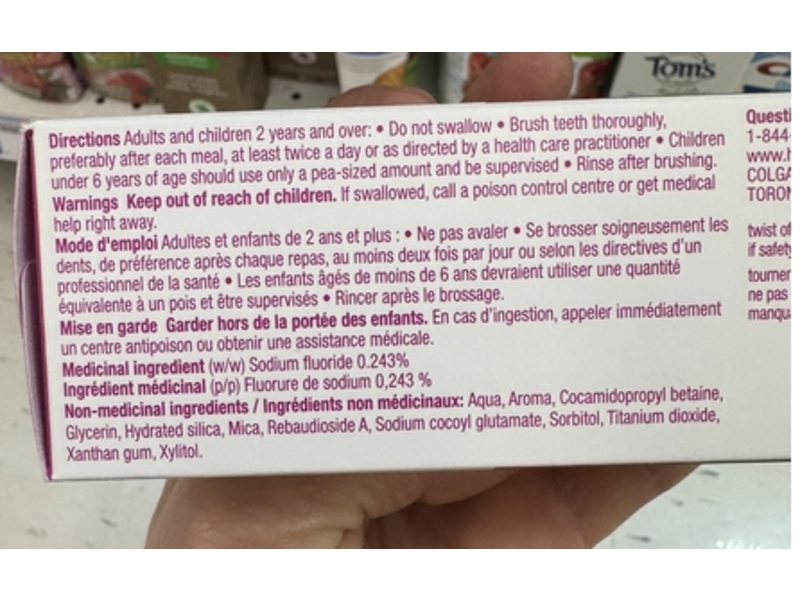 Tom's
Directions Adults and children 2 years and over: • Do not swallow • Brush teeth thoroughly,
preferably after each meal, at least twice a day or as directed by a health care practitioner • Children
under 6 years of age should use only a pea-sized amount and be supervised • Rinse after brushing.
Warnings Keep out of reach of children. If swallowed, call a poison control centre or get medical
help right away.
Mode d'emploi Adultes et enfants de 2 ans et plus : • Ne pas avaler • Se brosser soigneusement les
dents, de préférence après chaque repas, au moins deux fois par jour ou selon les directives d'un
professionnel de la santé • Les enfants âgés de moins de 6 ans devraient utiliser une quantité
équivalente à un pois et être supervisés • Rincer après le brossage.
Mise en garde Garder hors de la portée des enfants. En cas d'ingestion, appeler immédiatement
un centre antipoison ou obtenir une assistance médicale.
Medicinal ingredient (w/w) Sodium fluoride 0.243%
Ingrédient médicinal (p/p) Fluorure de sodium 0,243 %
Non-medicinal ingredients / Ingrédients non médicinaux: Aqua, Aroma, Cocamidopropyl betaine,
Glycerin, Hydrated silica, Mica, Rebaudioside A, Sodium cocoyl glutamate, Sorbitol, Titanium dioxide,
Xanthan gum, Xylitol.
Questi
1-844
www.h
COLGA
TORON
twist of
if safety
tourner
ne pas
manqu